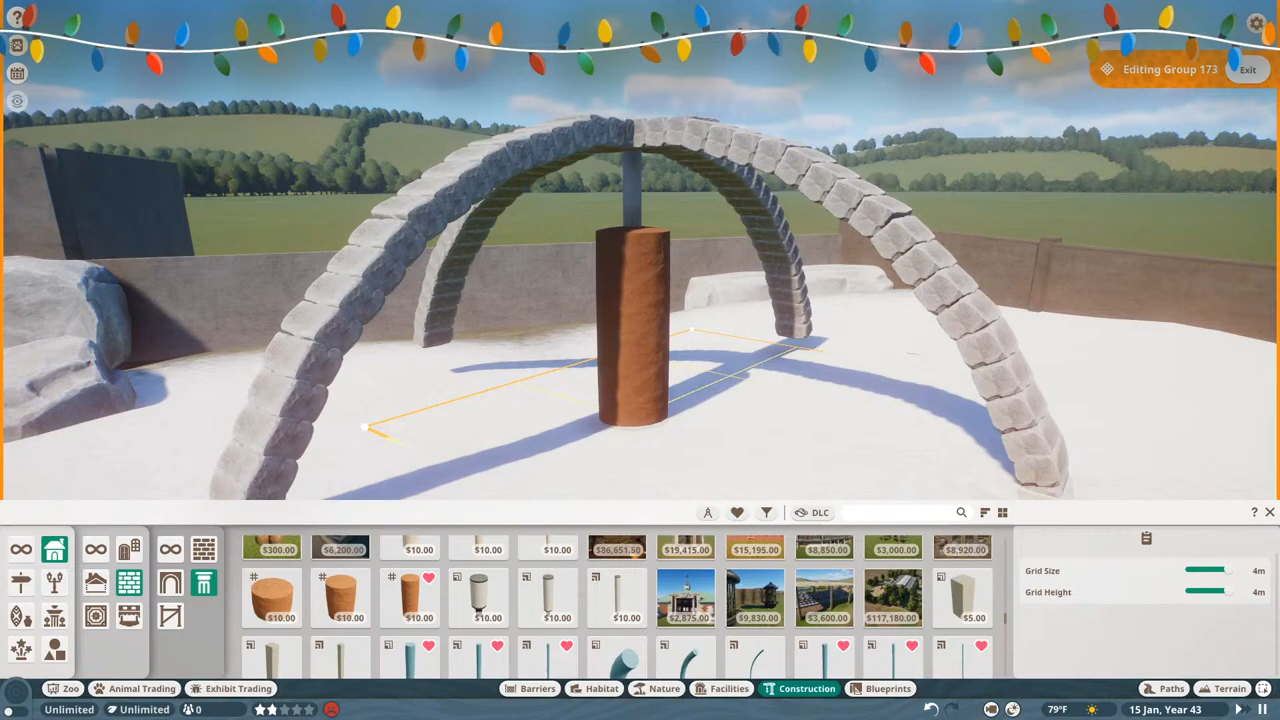 ?
Editing Group 173 Exit
DLC ? ×
$300.00 $6,200.00 $10.00 $10.00 $10.00 $86,651.50 $19,415.00 $15,195.00 $8,850.00 $3,000.00 $8,920.00
Grid Size 4m
Grid Height 4m
$10.00 $10.00 $10.00 $10.00 $10.00 $10.00 $2,875.00 $9,830.00 $3,600.00 $117,180.00 $5.00
Zoo Animal Trading Exhibit Trading Barriers Habitat Nature Facilities Construction Blueprints Paths Terrain
Unlimited Unlimited 0 79°F 15 Jan, Year 43